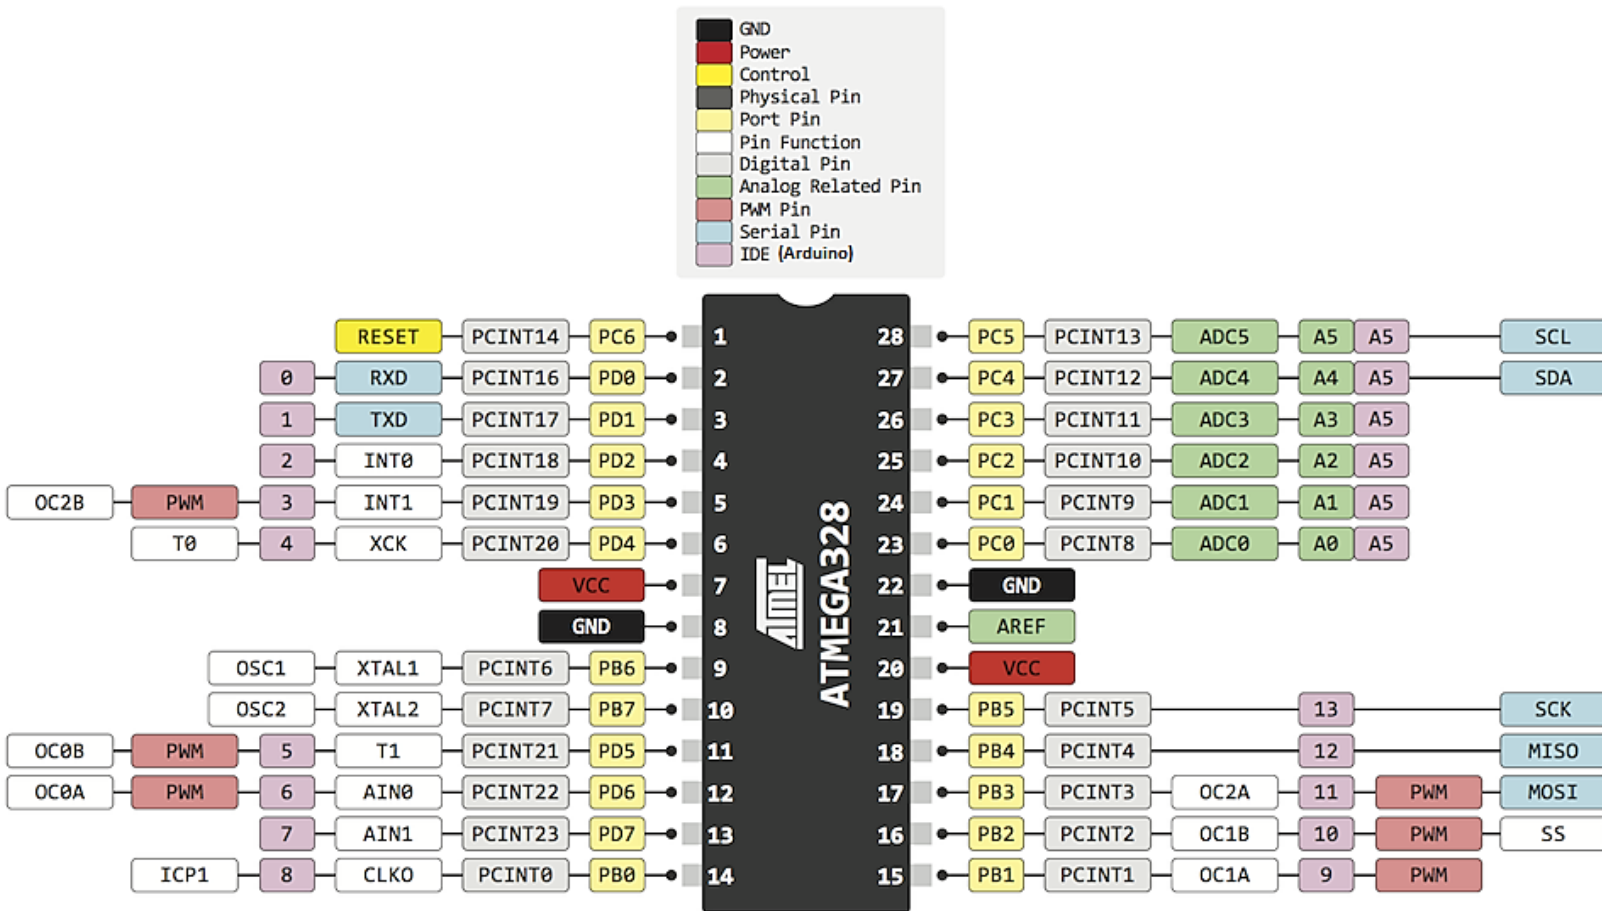 GND
Power
Control
Physical Pin
Port Pin
Pin Function
Digital Pin
Analog Related Pin
PWM Pin
Serial Pin
IDE (Arduino)
RESET PCINT14 PC6 1 28 PC5 PCINT13 ADC5 A5 A5 SCL
0 RXD PCINT16 PD0 2 27 PC4 PCINT12 ADC4 A4 A5 SDA
1 TXD PCINT17 PD1 3 26 PC3 PCINT11 ADC3 A3 A5
2 INT0 PCINT18 PD2 4 25 PC2 PCINT10 ADC2 A2 A5
OC2B PWM 3 INT1 PCINT19 PD3 5 24 PC1 PCINT9 ADC1 A1 A5
T0 4 XCK PCINT20 PD4 6 23 PC0 PCINT8 ADC0 A0 A5
VCC 7 22 GND
GND 8 21 AREF
OSC1 XTAL1 PCINT6 PB6 9 20 VCC
OSC2 XTAL2 PCINT7 PB7 10 19 PB5 PCINT5 13 SCK
OC0B PWM 5 T1 PCINT21 PD5 11 18 PB4 PCINT4 12 MISO
OC0A PWM 6 AIN0 PCINT22 PD6 12 17 PB3 PCINT3 OC2A 11 PWM MOSI
7 AIN1 PCINT23 PD7 13 16 PB2 PCINT2 OC1B 10 PWM SS
ICP1 8 CLKO PCINT0 PB0 14 15 PB1 PCINT1 OC1A 9 PWM
ATMEL
ATMEGA328